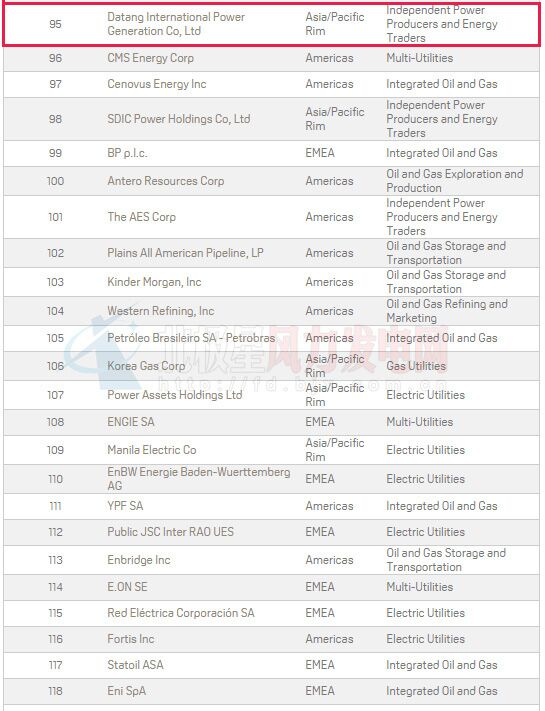 95 Datang International Power Generation Co, Ltd Asia/Pacific Rim Independent Power Producers and Energy Traders
96 CMS Energy Corp Americas Multi-Utilities
97 Cenovus Energy Inc Americas Integrated Oil and Gas
98 SDIC Power Holdings Co, Ltd Asia/Pacific Rim Independent Power Producers and Energy Traders
99 BP p.l.c. EMEA Integrated Oil and Gas
100 Antero Resources Corp Americas Oil and Gas Exploration and Production
101 The AES Corp Americas Independent Power Producers and Energy Traders
102 Plains All American Pipeline, LP Americas Oil and Gas Storage and Transportation
103 Kinder Morgan, Inc Americas Oil and Gas Storage and Transportation
104 Western Refining, Inc Americas Oil and Gas Refining and Marketing
105 Petróleo Brasileiro SA - Petrobras Americas Integrated Oil and Gas
北极星风力发电网
106 Korea Gas Corp Asia/Pacific Rim Gas Utilities
107 Power Assets Holdings Ltd Asia/Pacific Rim Electric Utilities
108 ENGIE SA EMEA Multi-Utilities
109 Manila Electric Co Asia/Pacific Rim Electric Utilities
110 EnBW Energie Baden-Wuerttemberg AG EMEA Electric Utilities
111 YPF SA Americas Integrated Oil and Gas
112 Public JSC Inter RAO UES EMEA Electric Utilities
113 Enbridge Inc Americas Oil and Gas Storage and Transportation
114 E.ON SE EMEA Multi-Utilities
115 Red Eléctrica Corporación SA EMEA Electric Utilities
116 Fortis Inc Americas Electric Utilities
117 Statoil ASA EMEA Integrated Oil and Gas
118 Eni SpA EMEA Integrated Oil and Gas